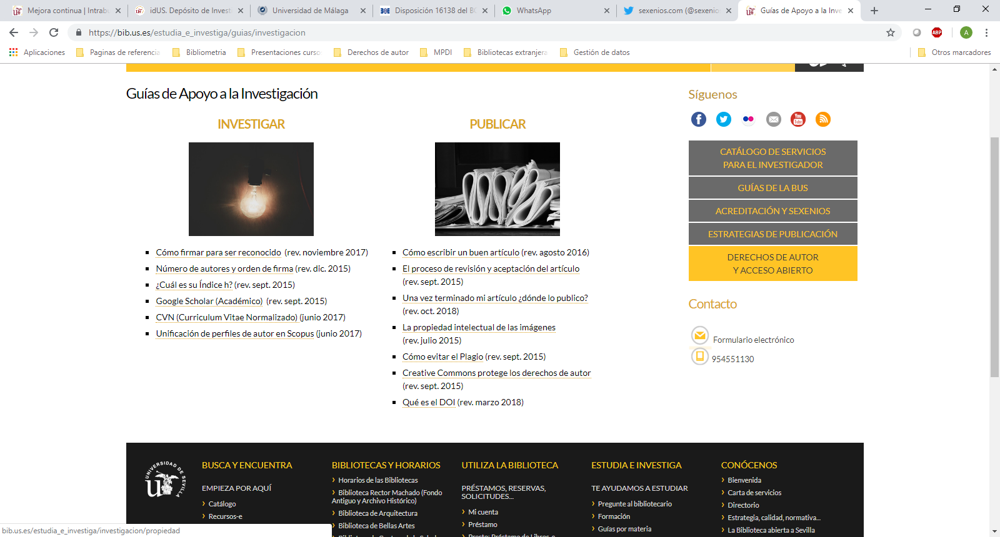 Mejora continua | Intrabu
idUS. Depósito de Invest
Universidad de Málaga
Disposición 16138 del BO
WhatsApp
sexenios.com (@sexenio
Guías de Apoyo a la Inve
https://bib.us.es/estudia_e_investiga/guias/investigacion
ABP
A
Aplicaciones
Paginas de referencia
Bibliometria
Presentaciones curso
Derechos de autor
MPDI
Bibliotecas extranjera
Gestión de datos
Otros marcadores
Guías de Apoyo a la Investigación
INVESTIGAR
Cómo firmar para ser reconocido (rev. noviembre 2017)
Número de autores y orden de firma (rev. dic. 2015)
¿Cuál es su Índice h? (rev. sept. 2015)
Google Scholar (Académico) (rev. sept. 2015)
CVN (Curriculum Vitae Normalizado) (junio 2017)
Unificación de perfiles de autor en Scopus (junio 2017)
PUBLICAR
Cómo escribir un buen artículo (rev. agosto 2016)
El proceso de revisión y aceptación del artículo
(rev. sept. 2015)
Una vez terminado mi artículo ¿dónde lo publico?
(rev. oct. 2018)
La propiedad intelectual de las imágenes
(rev. julio 2015)
Cómo evitar el Plagio (rev. sept. 2015)
Creative Commons protege los derechos de autor
(rev. sept. 2015)
Qué es el DOI (rev. marzo 2018)
Síguenos
You
Tube
CATÁLOGO DE SERVICIOS
PARA EL INVESTIGADOR
GUÍAS DE LA BUS
ACREDITACIÓN Y SEXENIOS
ESTRATEGIAS DE PUBLICACIÓN
DERECHOS DE AUTOR
Y ACCESO ABIERTO
Contacto
Formulario electrónico
954551130
UNIVERSIDAD DE SEVILLA
BUSCA Y ENCUENTRA
EMPIEZA POR AQUÍ
Catálogo
Recursos-e
BIBLIOTECAS Y HORARIOS
Horarios de las Bibliotecas
Biblioteca Rector Machado (Fondo
Antiguo y Archivo Histórico)
Biblioteca de Arquitectura
Biblioteca de Bellas Artes
UTILIZA LA BIBLIOTECA
PRÉSTAMOS, RESERVAS,
SOLICITUDES...
Mi cuenta
Préstamo
ESTUDIA E INVESTIGA
TE AYUDAMOS A ESTUDIAR
Pregunte al bibliotecario
Formación
Guías por materia
CONÓCENOS
Bienvenida
Carta de servicios
Directorio
Estrategia, calidad, normativa...
La Biblioteca abierta a Sevilla
bib.us.es/estudia_e_investiga/investigacion/propiedad